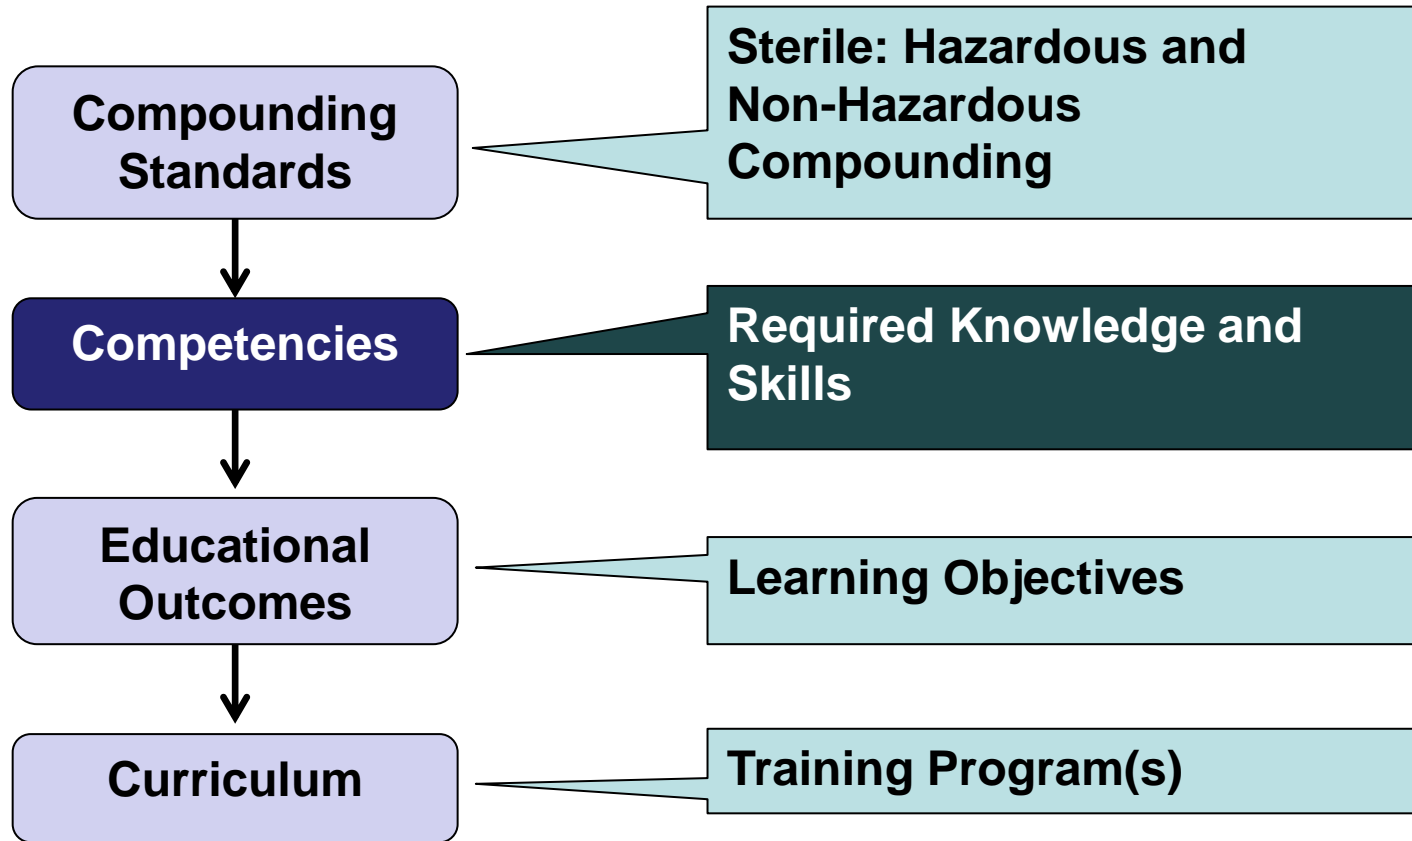 Compounding
Standards
Sterile: Hazardous and
Non-Hazardous
Compounding
Competencies
Required Knowledge and
Skills
Educational
Outcomes
Learning Objectives
Curriculum
Training Program(s)